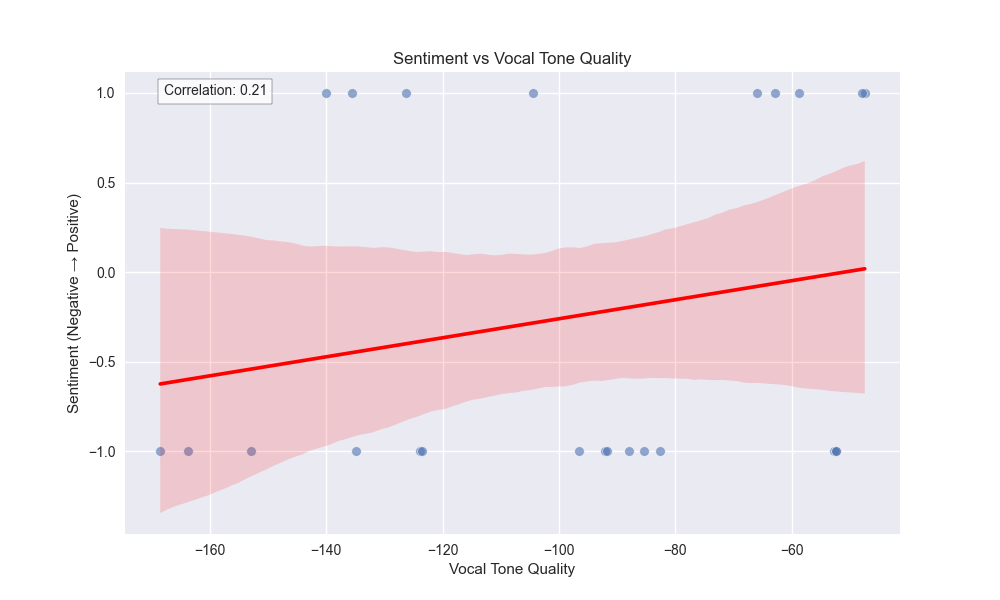 Sentiment vs Vocal Tone Quality
Correlation: 0.21
1.0
0.5
0.0
−0.5
−1.0
Sentiment (Negative → Positive)
−160 −140 −120 −100 −80 −60
Vocal Tone Quality